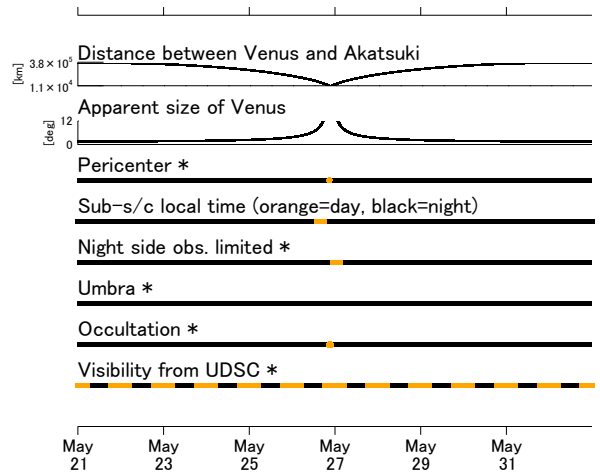 Distance between Venus and Akatsuki
3.8 × 10⁵
[km]
1.1 × 10⁴
Apparent size of Venus
12
[deg]
0
Pericenter *
Sub-s/c local time (orange=day, black=night)
Night side obs. limited *
Umbra *
Occultation *
Visibility from UDSC *
May May May May May May
21 23 25 27 29 31